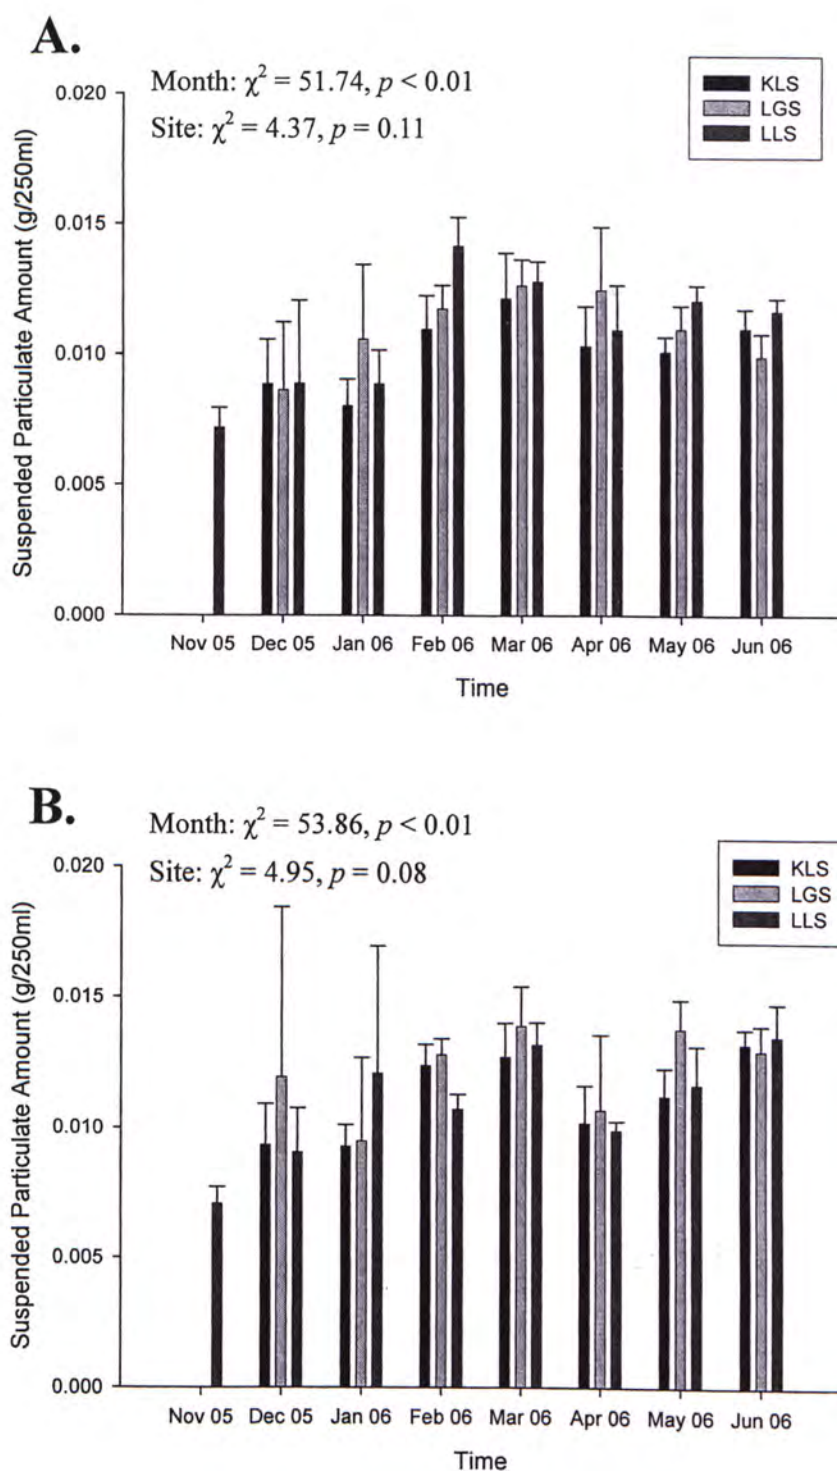 A.
Month: χ² = 51.74, p < 0.01
Site: χ² = 4.37, p = 0.11
KLS
LGS
LLS
Suspended Particulate Amount (g/250ml)
0.020
0.015
0.010
0.005
0.000
Nov 05 Dec 05 Jan 06 Feb 06 Mar 06 Apr 06 May 06 Jun 06
Time
B.
Month: χ² = 53.86, p < 0.01
Site: χ² = 4.95, p = 0.08
KLS
LGS
LLS
Suspended Particulate Amount (g/250ml)
0.020
0.015
0.010
0.005
0.000
Nov 05 Dec 05 Jan 06 Feb 06 Mar 06 Apr 06 May 06 Jun 06
Time